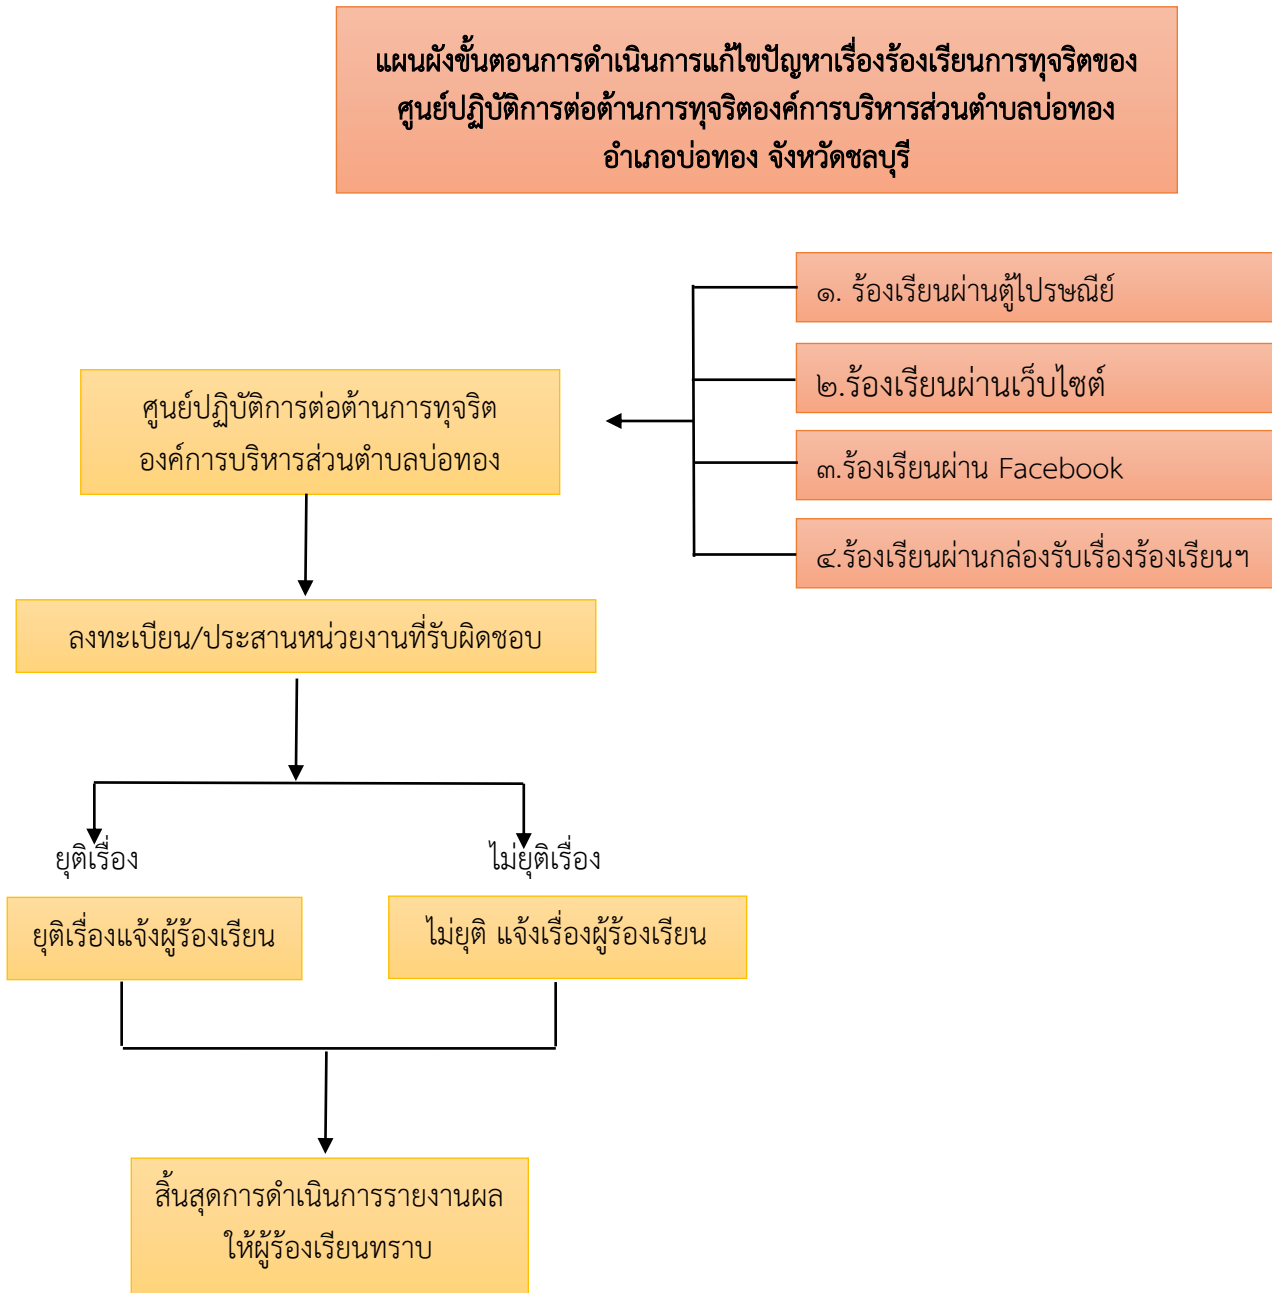 แผนผังขั้นตอนการดำเนินการแก้ไขปัญหาเรื่องร้องเรียนการทุจริตของ
ศูนย์ปฏิบัติการต่อต้านการทุจริตองค์การบริหารส่วนตำบลบ่อทอง
อำเภอบ่อทอง จังหวัดชลบุรี
๑. ร้องเรียนผ่านตู้ไปรษณีย์
๒.ร้องเรียนผ่านเว็บไซต์
๓.ร้องเรียนผ่าน Facebook
๔.ร้องเรียนผ่านกล่องรับเรื่องร้องเรียนฯ
ศูนย์ปฏิบัติการต่อต้านการทุจริต
องค์การบริหารส่วนตำบลบ่อทอง
ลงทะเบียน/ประสานหน่วยงานที่รับผิดชอบ
ยุติเรื่อง
ไม่ยุติเรื่อง
ยุติเรื่องแจ้งผู้ร้องเรียน
ไม่ยุติ แจ้งเรื่องผู้ร้องเรียน
สิ้นสุดการดำเนินการรายงานผล
ให้ผู้ร้องเรียนทราบ